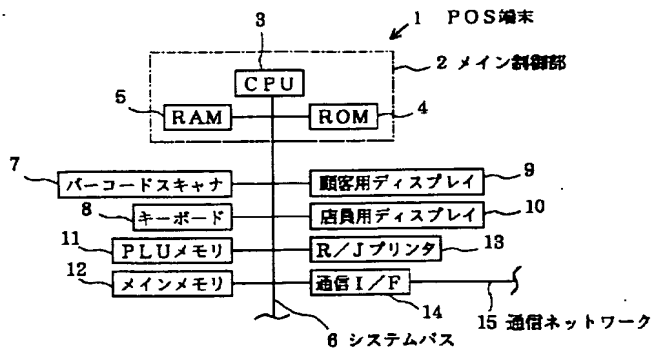 1 POS端末
3
2 メイン制御部
CPU
5
RAM
ROM
4
7
バーコードスキャナ
顧客用ディスプレイ
9
8
キーボード
店員用ディスプレイ
10
11
PLUメモリ
R/Jプリンタ
13
12
メインメモリ
通信I/F
14
15 通信ネットワーク
6 システムバス